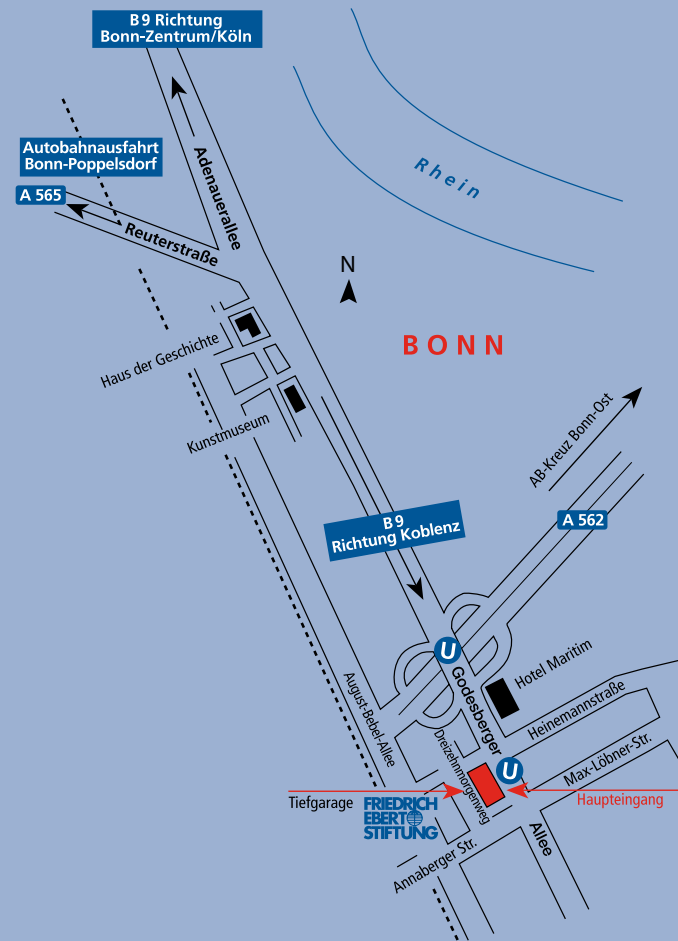 B 9 Richtung
Bonn-Zentrum/Köln
Autobahnausfahrt
Bonn-Poppelsdorf
A 565
Adenauerallee
Reuterstraße
Rhein
N
BONN
Haus der Geschichte
Kunstmuseum
AB-Kreuz Bonn-Ost
B 9
Richtung Koblenz
A 562
U
Godesberger
Hotel Maritim
August-Bebel-Allee
Heinemannstraße
Dreizehnmorgenweg
Max-Löbner-Str.
U
Tiefgarage
FRIEDRICH
EBERT
STIFTUNG
Haupteingang
Annaberger Str.
Allee